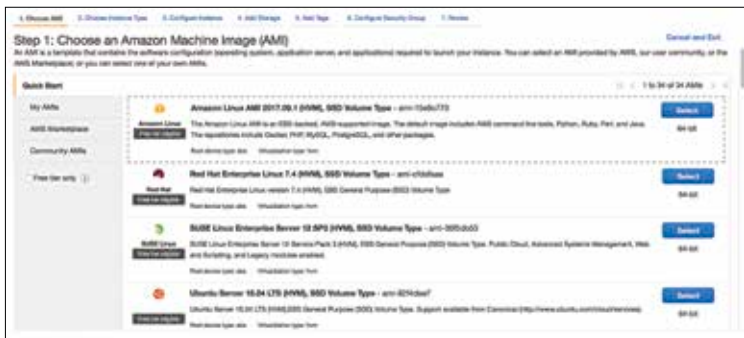 1. Choose AMI 2. Choose Instance Type 3. Configure Instance 4. Add Storage 5. Add Tags 6. Configure Security Group 7. Review
Step 1: Choose an Amazon Machine Image (AMI)
Cancel and Exit
An AMI is a template that contains the software configuration (operating system, application server, and applications) required to launch your instance. You can select an AMI provided by AWS, our user community, or the
AWS Marketplace; or you can select one of your own AMIs.
Quick Start
1 to 34 of 34 AMIs
My AMIs
AWS Marketplace
Community AMIs
Free tier only
Amazon Linux
Free tier eligible
Amazon Linux AMI 2017.09.1 (HVM), SSD Volume Type
The Amazon Linux AMI is an EBS-backed, AWS-supported image. The default image includes AWS command line tools, Python, Ruby, Perl, and Java.
The repositories include Docker, PHP, MySQL, PostgreSQL, and other packages.
Root device type: ebs Virtualization type: hvm
Select
64-bit
Red Hat
Free tier eligible
Red Hat Enterprise Linux 7.4 (HVM), SSD Volume Type
Red Hat Enterprise Linux version 7.4 (HVM), EBS General Purpose (SSD) Volume Type
Root device type: ebs Virtualization type: hvm
Select
64-bit
SUSE Linux
Free tier eligible
SUSE Linux Enterprise Server 12 SP3 (HVM), SSD Volume Type
SUSE Linux Enterprise Server 12 Service Pack 3 (HVM), EBS General Purpose (SSD) Volume Type. Public Cloud, Advanced Systems Management, Web
and Scripting, and Legacy modules enabled.
Root device type: ebs Virtualization type: hvm
Select
64-bit
Free tier eligible
Ubuntu Server 16.04 LTS (HVM), SSD Volume Type
Ubuntu Server 16.04 LTS (HVM),EBS General Purpose (SSD) Volume Type. Support available from Canonical (http://www.ubuntu.com/cloud/services).
Root device type: ebs Virtualization type: hvm
Select
64-bit